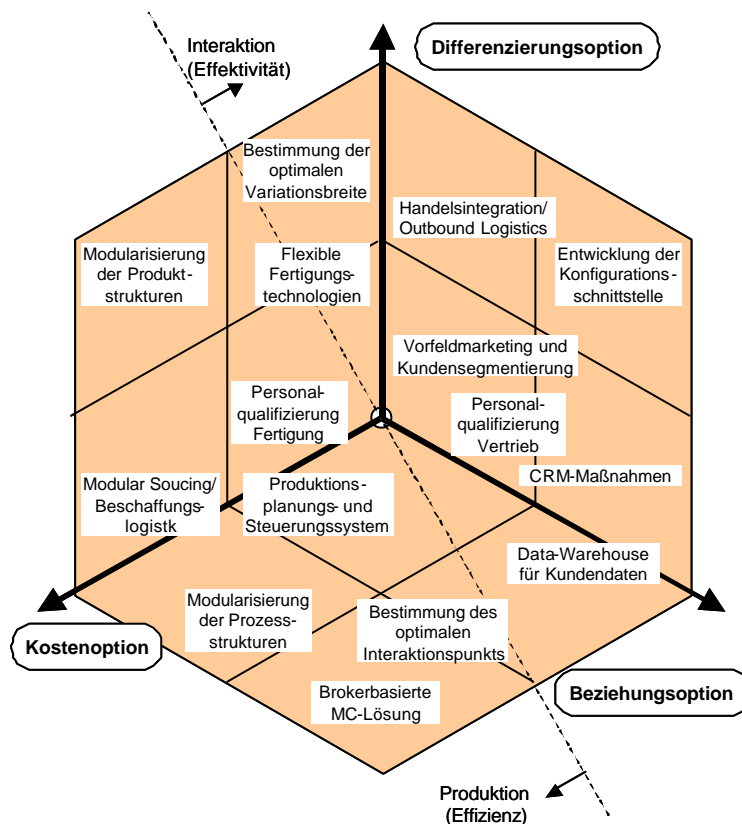 Interaktion
(Effektivität)
Differenzierungsoption
Bestimmung der
optimalen
Variationsbreite
Handelsintegration/
Outbound Logistics
Modularisierung
der Produkt-
strukturen
Flexible
Fertigungs-
technologien
Entwicklung der
Konfigurations-
schnittstelle
Vorfeldmarketing und
Kundensegmentierung
Personal-
qualifizierung
Fertigung
Personal-
qualifizierung
Vertrieb
CRM-Maßnahmen
Modular Soucing/
Beschaffungs-
logistk
Produktions-
planungs- und
Steuerungssystem
Data-Warehouse
für Kundendaten
Modularisierung
der Prozess-
strukturen
Bestimmung des
optimalen
Interaktionspunkts
Kostenoption
Brokerbasierte
MC-Lösung
Beziehungsoption
Produktion
(Effizienz)